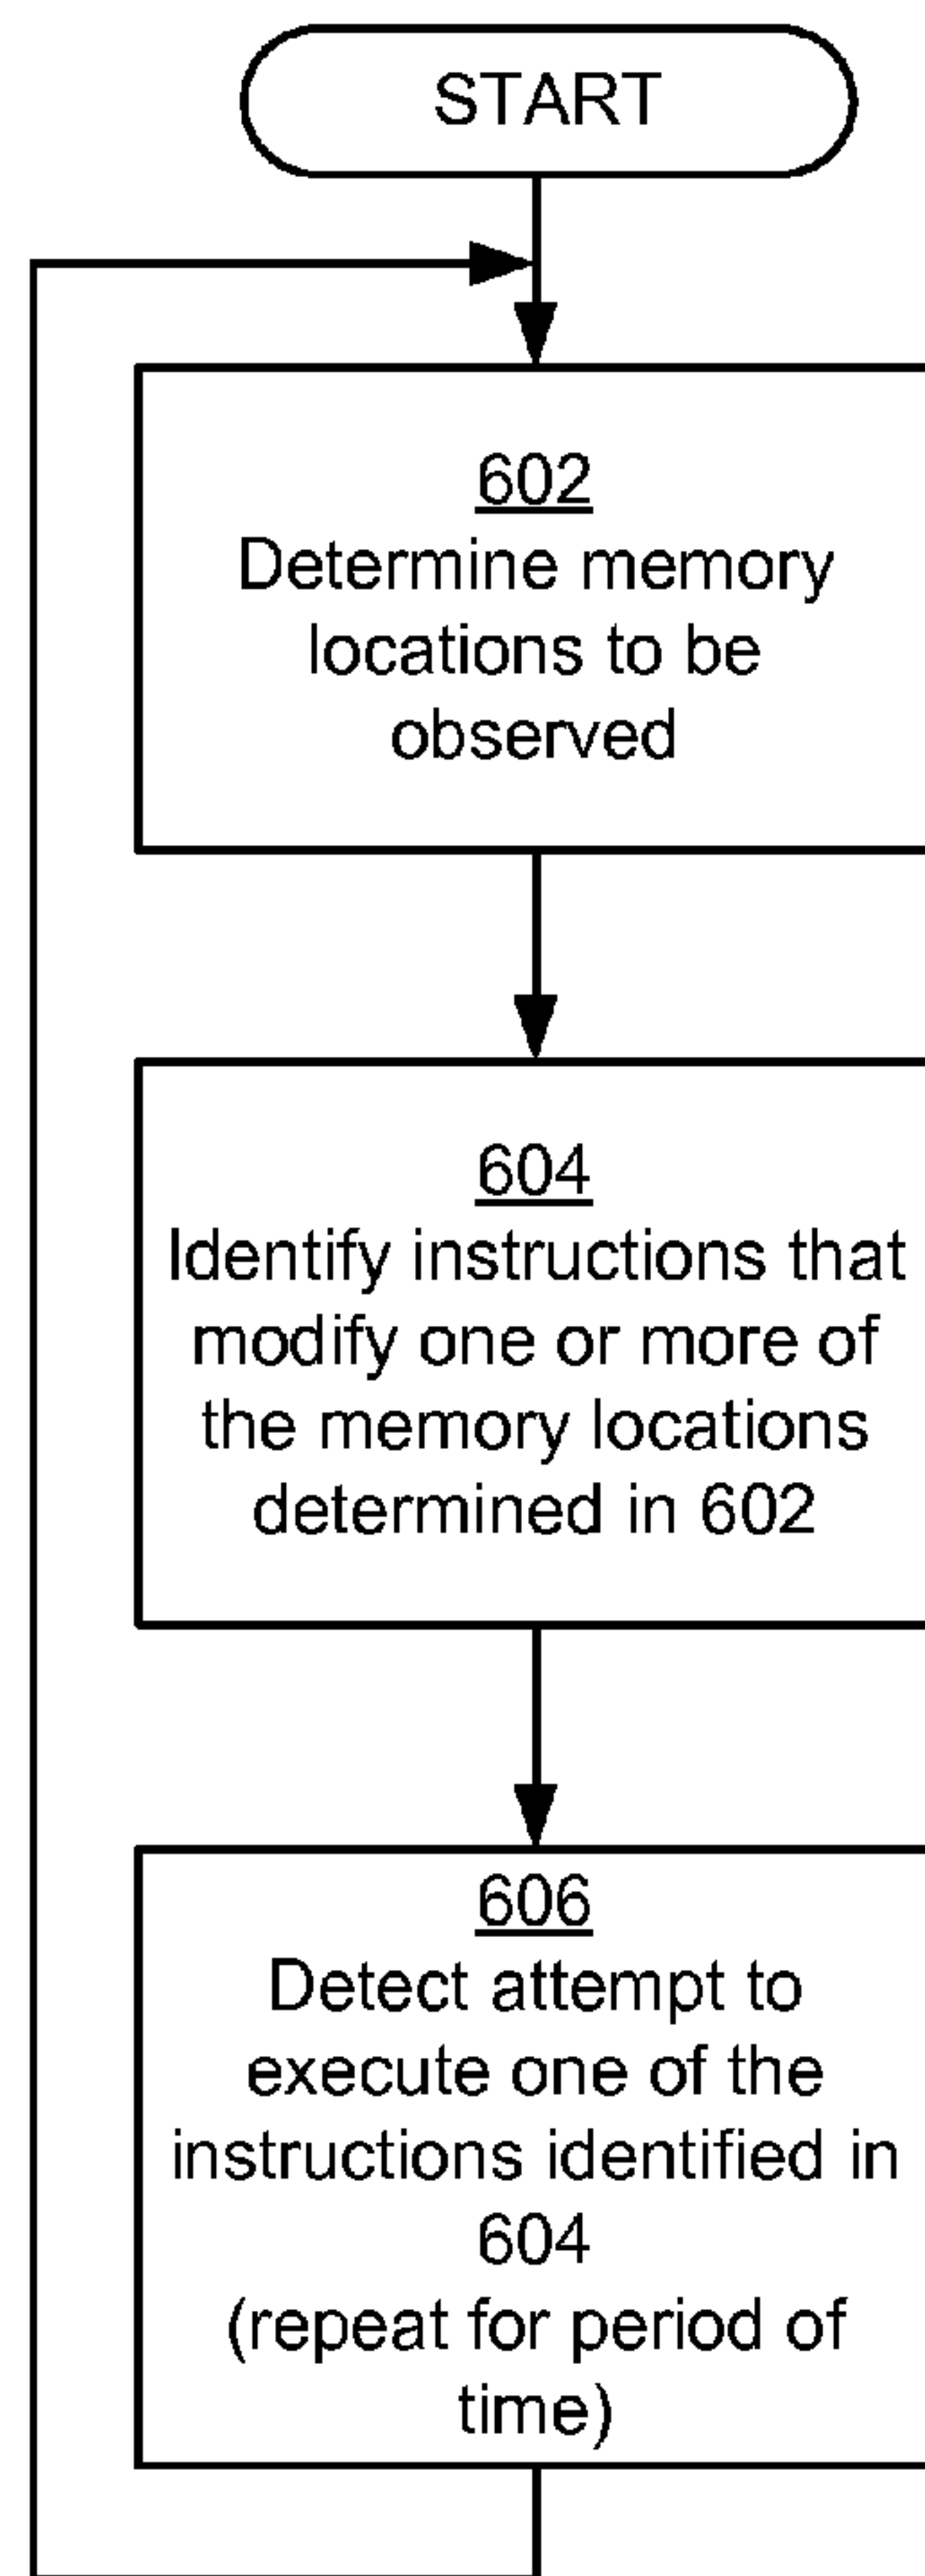 START
602
Determine memory
locations to be
observed
604
Identify instructions that
modify one or more of
the memory locations
determined in 602
606
Detect attempt to
execute one of the
instructions identified in
604
(repeat for period of
time)